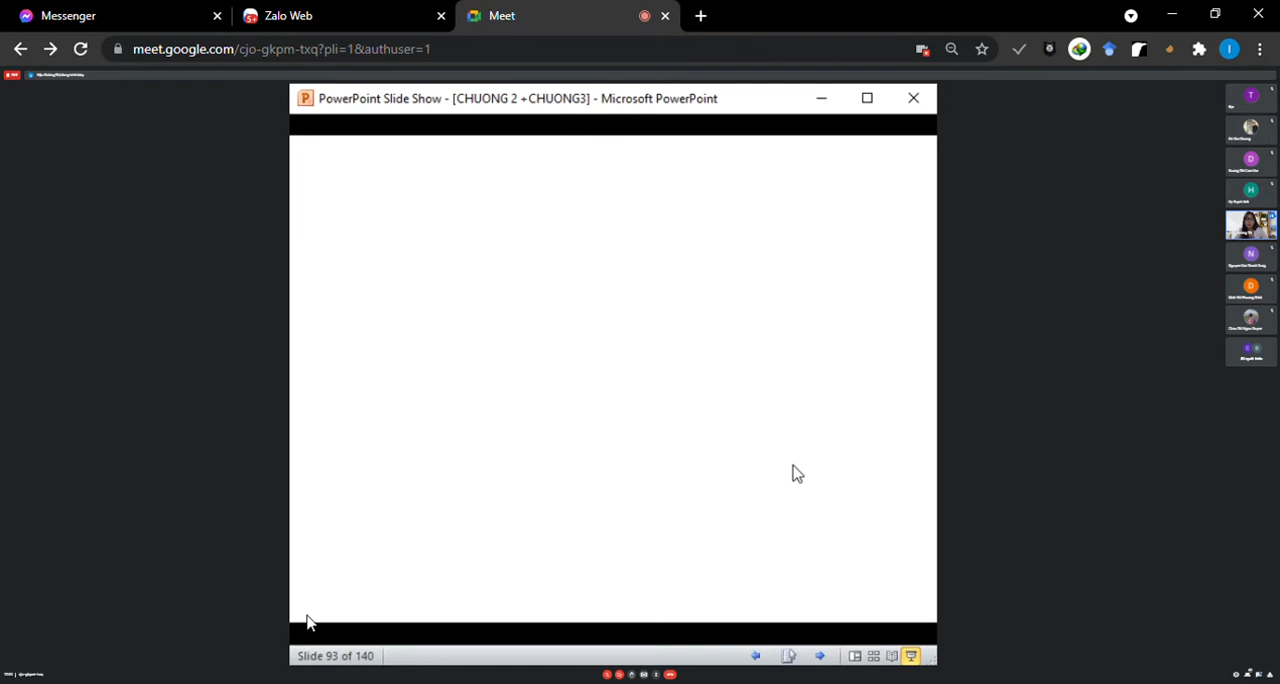 Messenger
Zalo Web
Meet
meet.google.com/cjo-gkpm-txq?pli=1&authuser=1
I
PowerPoint Slide Show - [CHUONG 2 +CHUONG3] - Microsoft PowerPoint
T
D
H
N
D
Slide 93 of 140